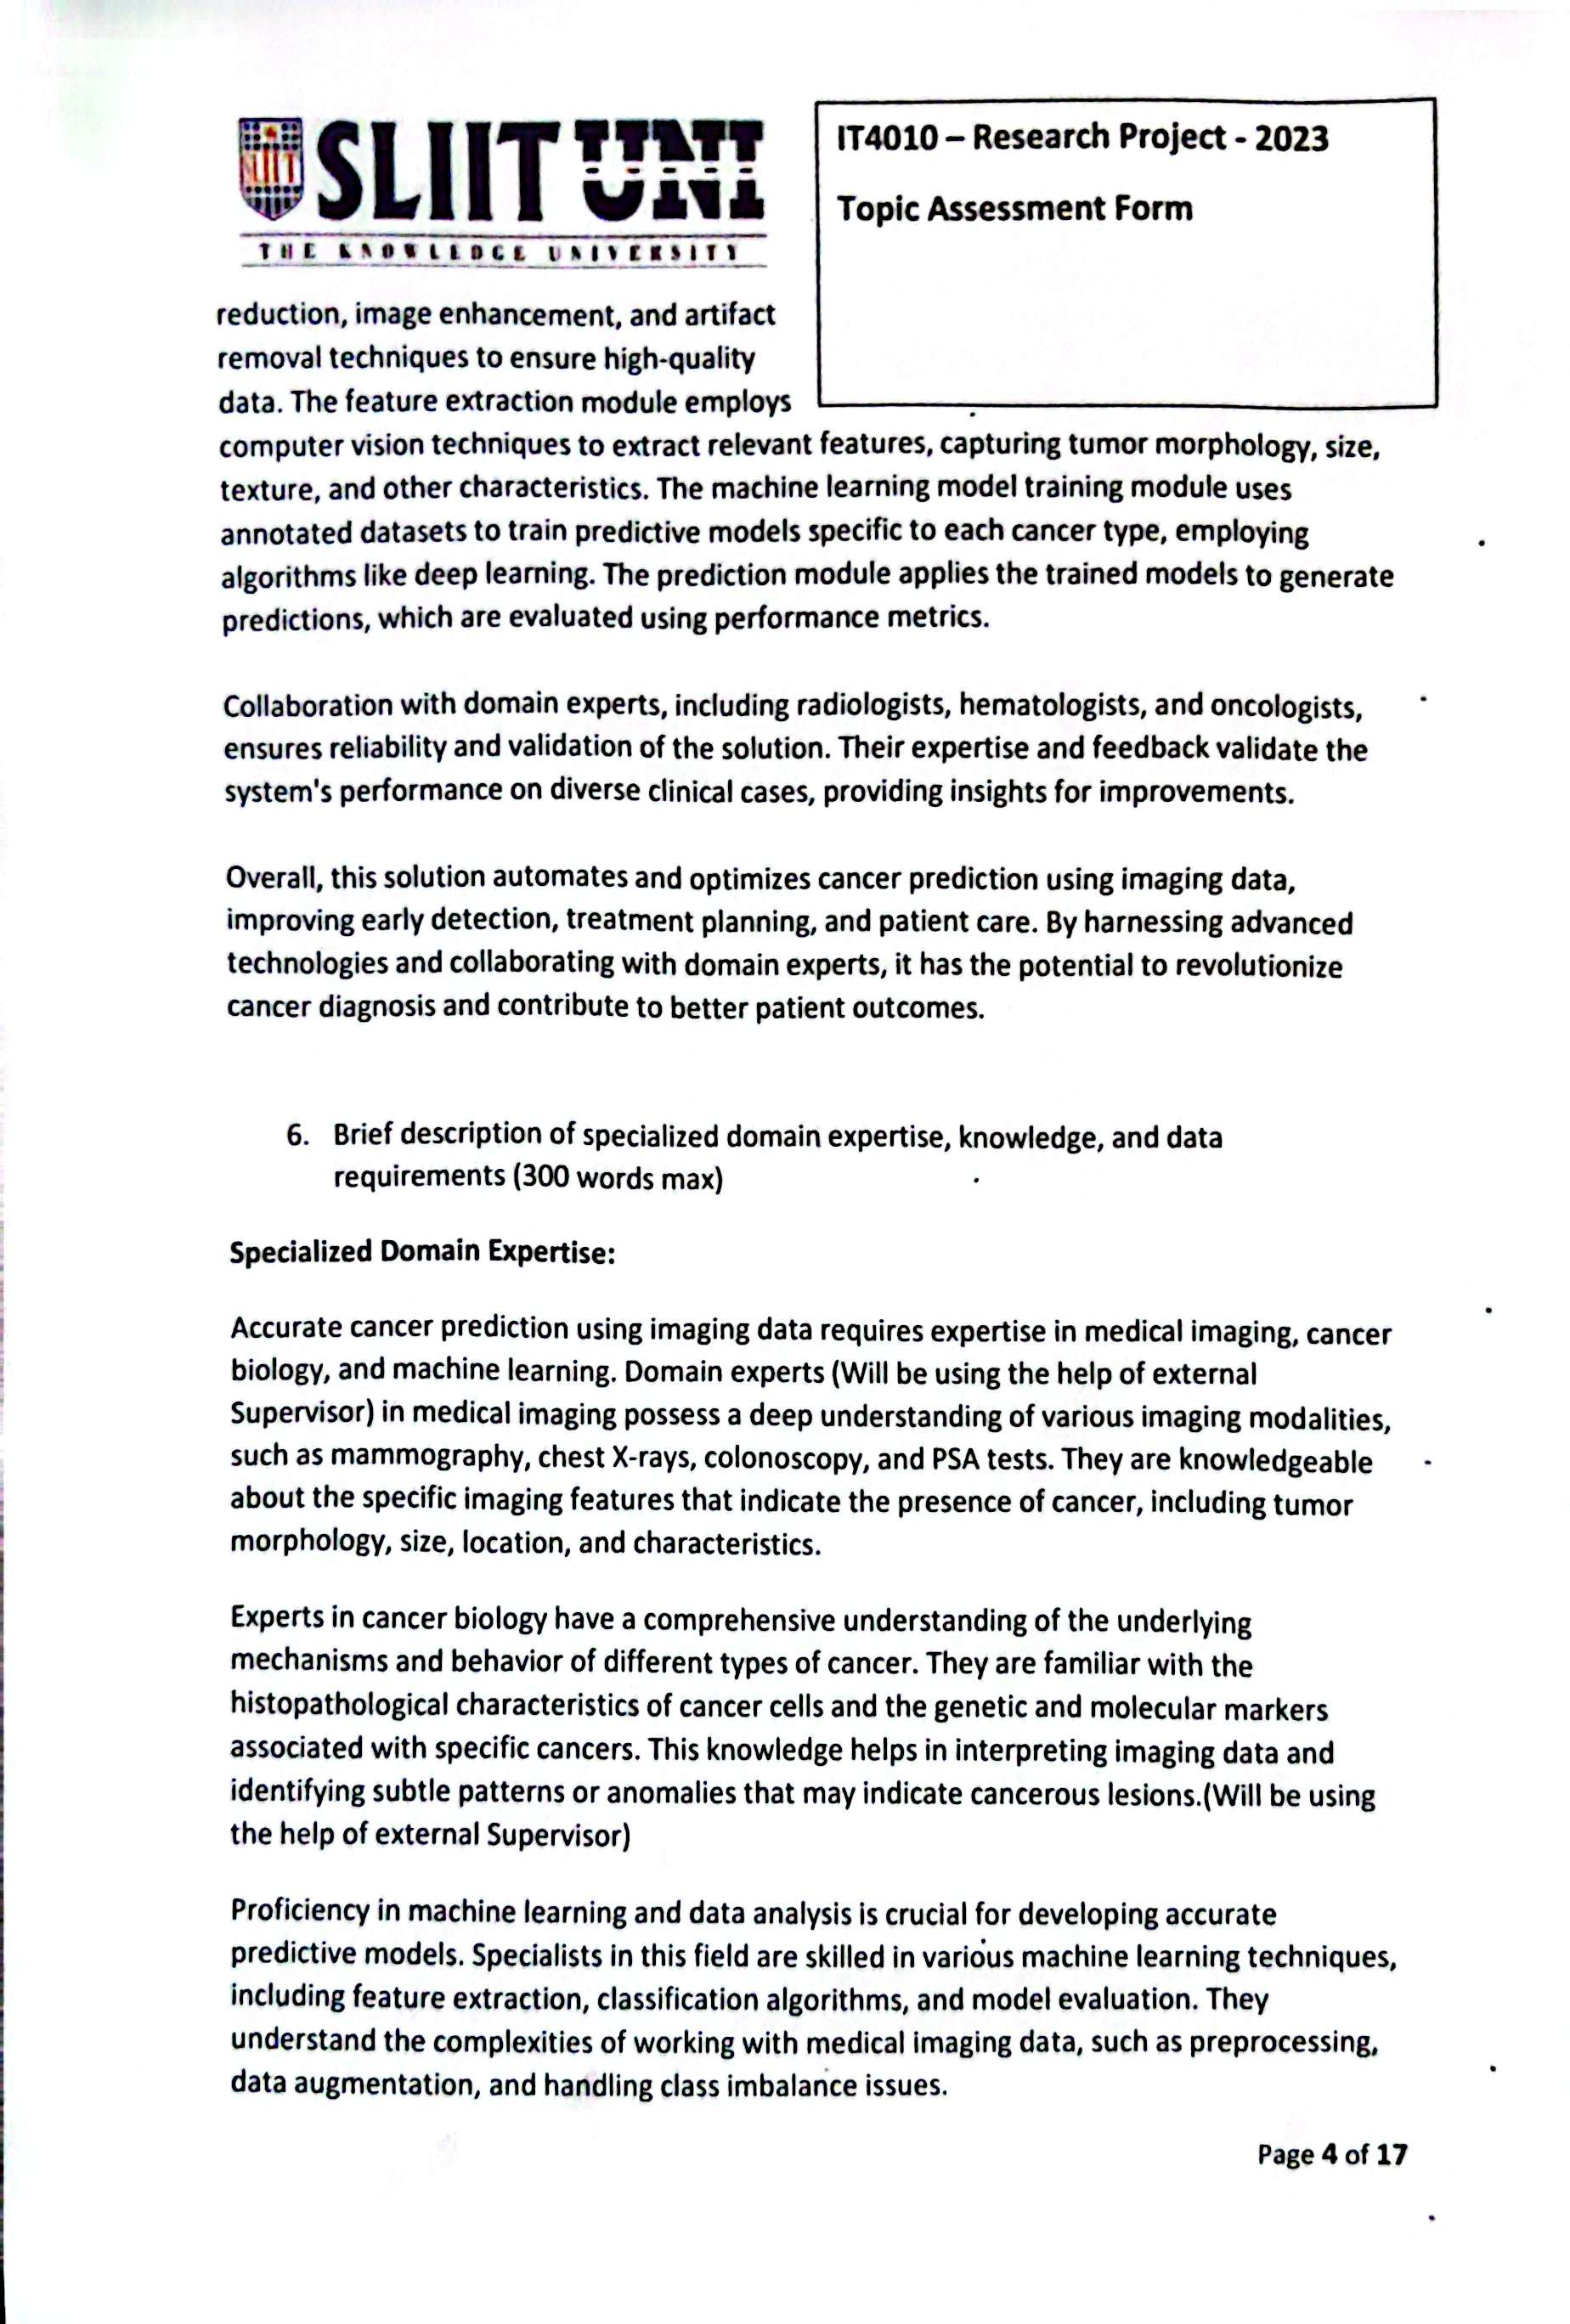 SLIIT
SLIIT UNI
THE KNOWLEDGE UNIVERSITY
IT4010 – Research Project - 2023
Topic Assessment Form
reduction, image enhancement, and artifact
removal techniques to ensure high-quality
data. The feature extraction module employs
computer vision techniques to extract relevant features, capturing tumor morphology, size,
texture, and other characteristics. The machine learning model training module uses
annotated datasets to train predictive models specific to each cancer type, employing
algorithms like deep learning. The prediction module applies the trained models to generate
predictions, which are evaluated using performance metrics.
Collaboration with domain experts, including radiologists, hematologists, and oncologists,
ensures reliability and validation of the solution. Their expertise and feedback validate the
system's performance on diverse clinical cases, providing insights for improvements.
Overall, this solution automates and optimizes cancer prediction using imaging data,
improving early detection, treatment planning, and patient care. By harnessing advanced
technologies and collaborating with domain experts, it has the potential to revolutionize
cancer diagnosis and contribute to better patient outcomes.
6. Brief description of specialized domain expertise, knowledge, and data
requirements (300 words max)
Specialized Domain Expertise:
Accurate cancer prediction using imaging data requires expertise in medical imaging, cancer
biology, and machine learning. Domain experts (Will be using the help of external
Supervisor) in medical imaging possess a deep understanding of various imaging modalities,
such as mammography, chest X-rays, colonoscopy, and PSA tests. They are knowledgeable
about the specific imaging features that indicate the presence of cancer, including tumor
morphology, size, location, and characteristics.
Experts in cancer biology have a comprehensive understanding of the underlying
mechanisms and behavior of different types of cancer. They are familiar with the
histopathological characteristics of cancer cells and the genetic and molecular markers
associated with specific cancers. This knowledge helps in interpreting imaging data and
identifying subtle patterns or anomalies that may indicate cancerous lesions.(Will be using
the help of external Supervisor)
Proficiency in machine learning and data analysis is crucial for developing accurate
predictive models. Specialists in this field are skilled in various machine learning techniques,
including feature extraction, classification algorithms, and model evaluation. They
understand the complexities of working with medical imaging data, such as preprocessing,
data augmentation, and handling class imbalance issues.
Page 4 of 17